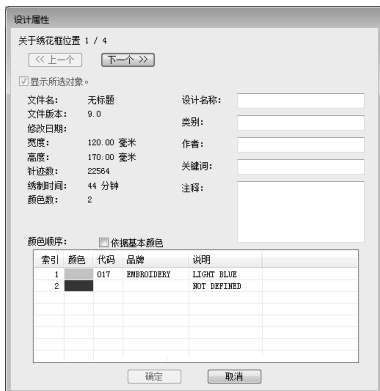 设计属性
关于绣花框位置 1 / 4
<< 上一个 下一个 >>
显示所选对象。
文件名: 无标题 设计名称:
文件版本: 9.0
类别:
修改日期:
宽度: 120.00 毫米 作者:
高度: 170.00 毫米
关键词:
针迹数: 22564
绣制时间: 44 分钟 注释:
颜色数: 2
颜色顺序: 依据基本颜色
索引 颜色 代码 品牌 说明
1 017 EMBROIDERY LIGHT BLUE
2 NOT DEFINED
确定 取消